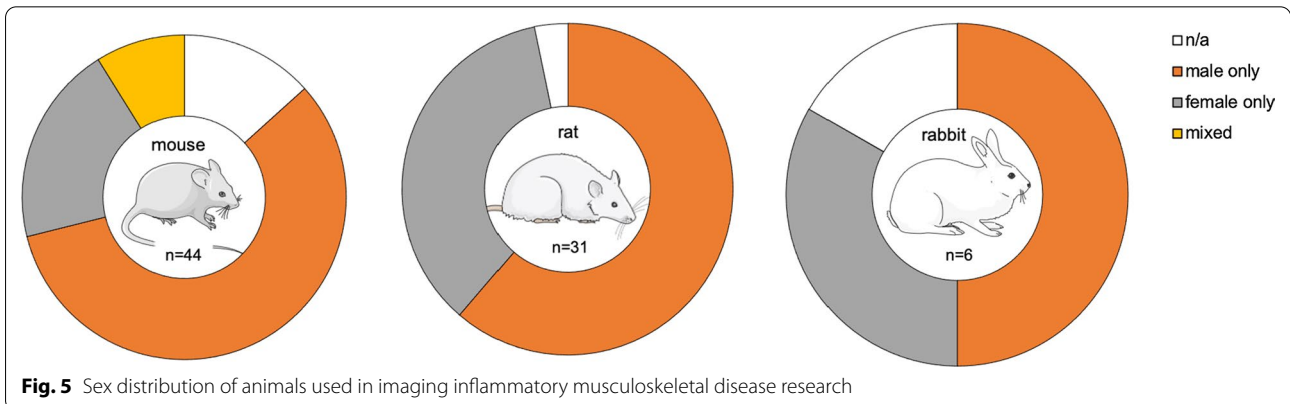 mouse
n=44
rat
n=31
rabbit
n=6
n/a
male only
female only
mixed
Fig. 5 Sex distribution of animals used in imaging inflammatory musculoskeletal disease research